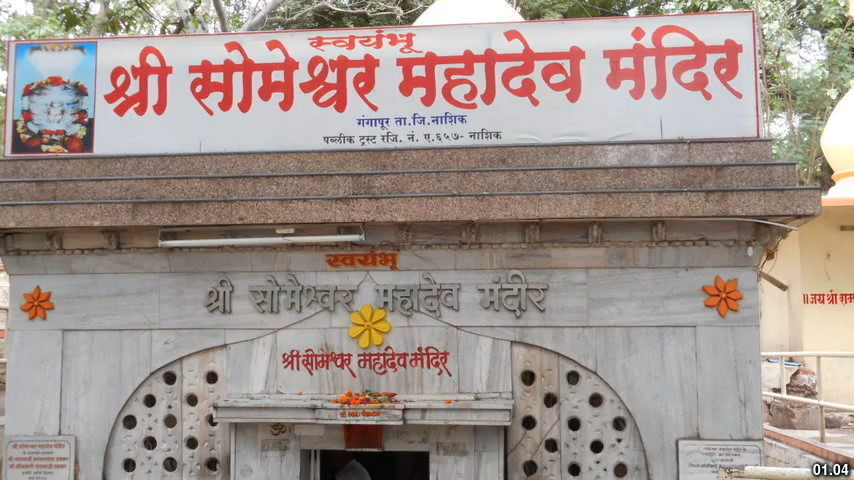 स्वयंभू
श्री सोमेश्वर महादेव मंदिर
गंगापूर ता.जि.नाशिक
पब्लीक ट्रस्ट रजि. नं. ए.६५७- नाशिक
स्वयंभू
श्री सोमेश्वर महादेव मंदीर
श्री सोमेश्वर महादेव मंदिर
॥जय श्री राम
ॐ
01.04